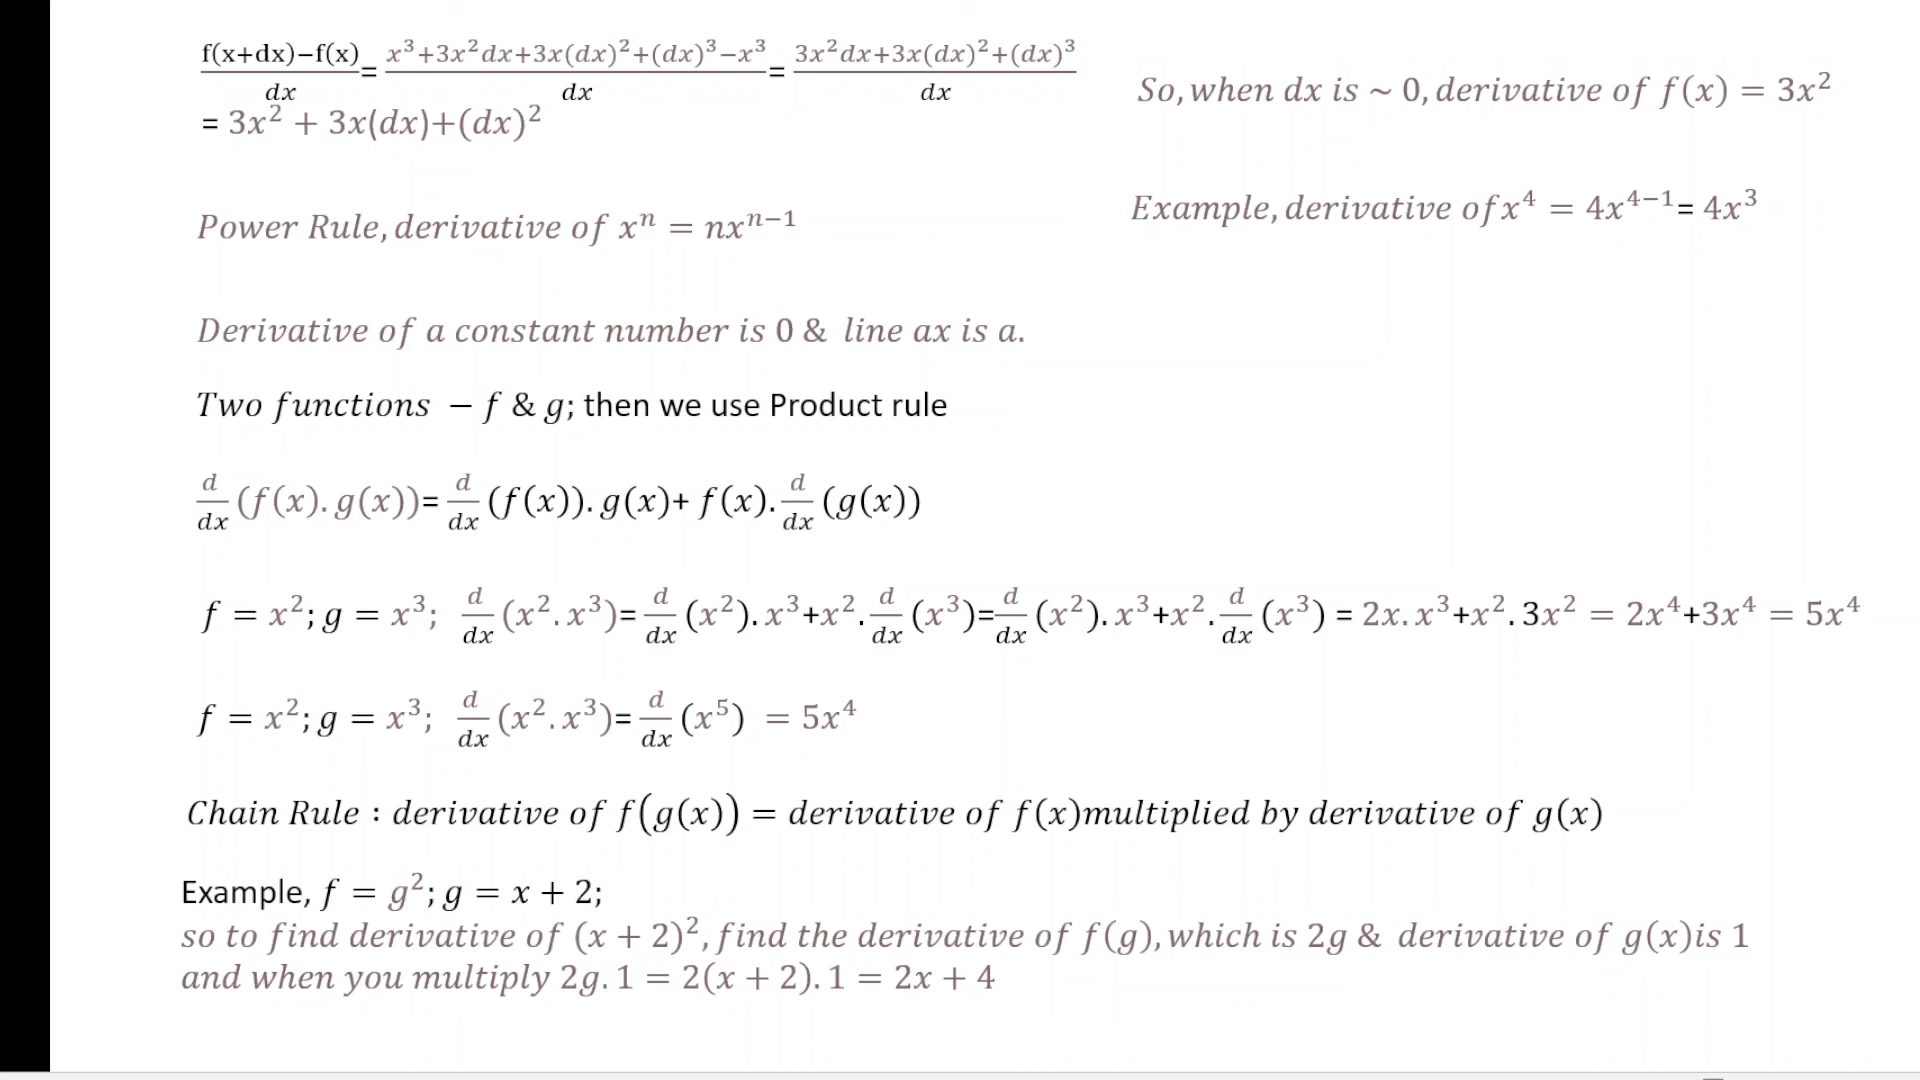 f(x+dx)−f(x)/dx = x³+3x²dx+3x(dx)²+(dx)³−x³/dx = 3x²dx+3x(dx)²+(dx)³/dx
= 3x² + 3x(dx)+(dx)²
So, when dx is ~ 0, derivative of f(x) = 3x²
Power Rule, derivative of xⁿ = nxⁿ⁻¹
Example, derivative ofx⁴ = 4x⁴⁻¹= 4x³
Derivative of a constant number is 0 & line ax is a.
Two functions − f & g; then we use Product rule
d/dx (f(x). g(x))= d/dx (f(x)). g(x)+ f(x). d/dx (g(x))
f = x²; g = x³; d/dx (x². x³)= d/dx (x²). x³+x². d/dx (x³)= d/dx (x²). x³+x². d/dx (x³) = 2x. x³+x². 3x² = 2x⁴+3x⁴ = 5x⁴
f = x²; g = x³; d/dx (x². x³)= d/dx (x⁵) = 5x⁴
Chain Rule : derivative of f(g(x)) = derivative of f(x)multiplied by derivative of g(x)
Example, f = g²; g = x + 2;
so to find derivative of (x + 2)², find the derivative of f(g), which is 2g & derivative of g(x)is 1
and when you multiply 2g. 1 = 2(x + 2). 1 = 2x + 4